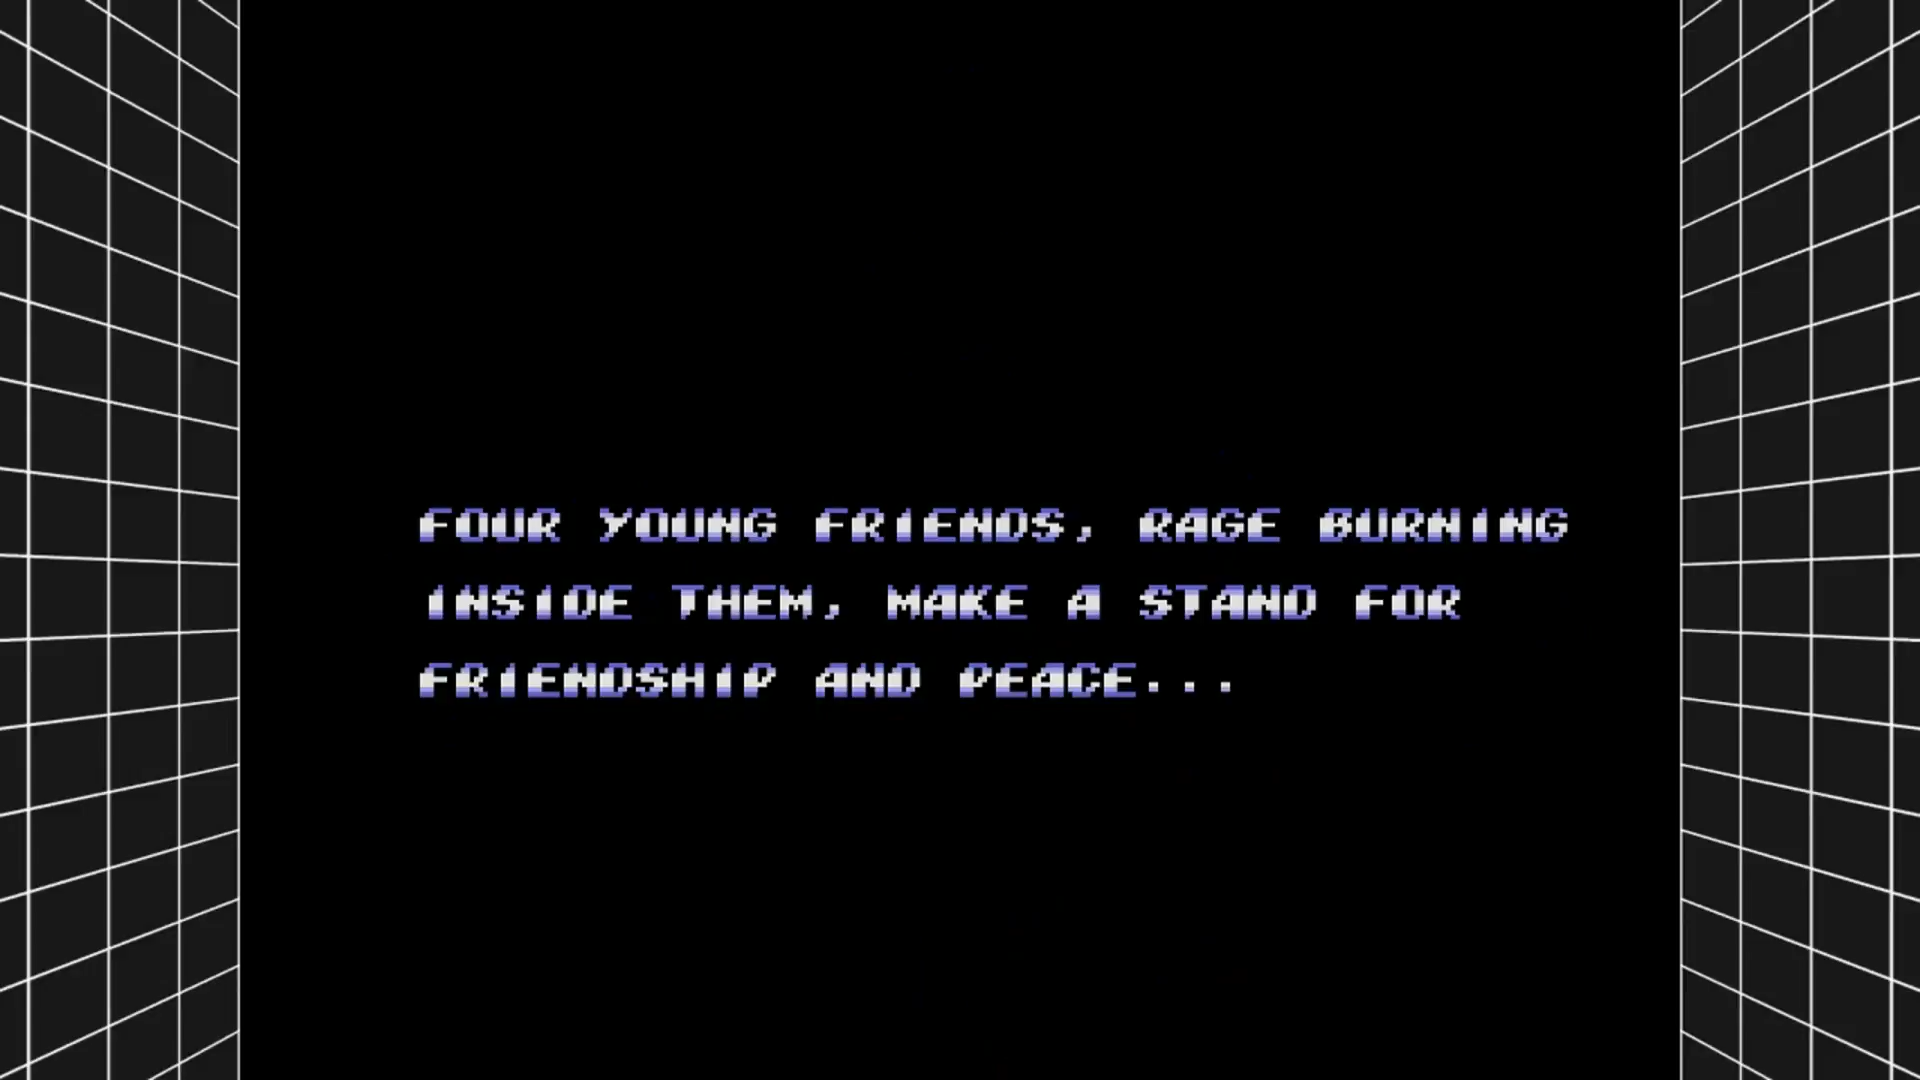 FOUR YOUNG FRIENDS, RAGE BURNING
INSIDE THEM, MAKE A STAND FOR
FRIENDSHIP AND PEACE...